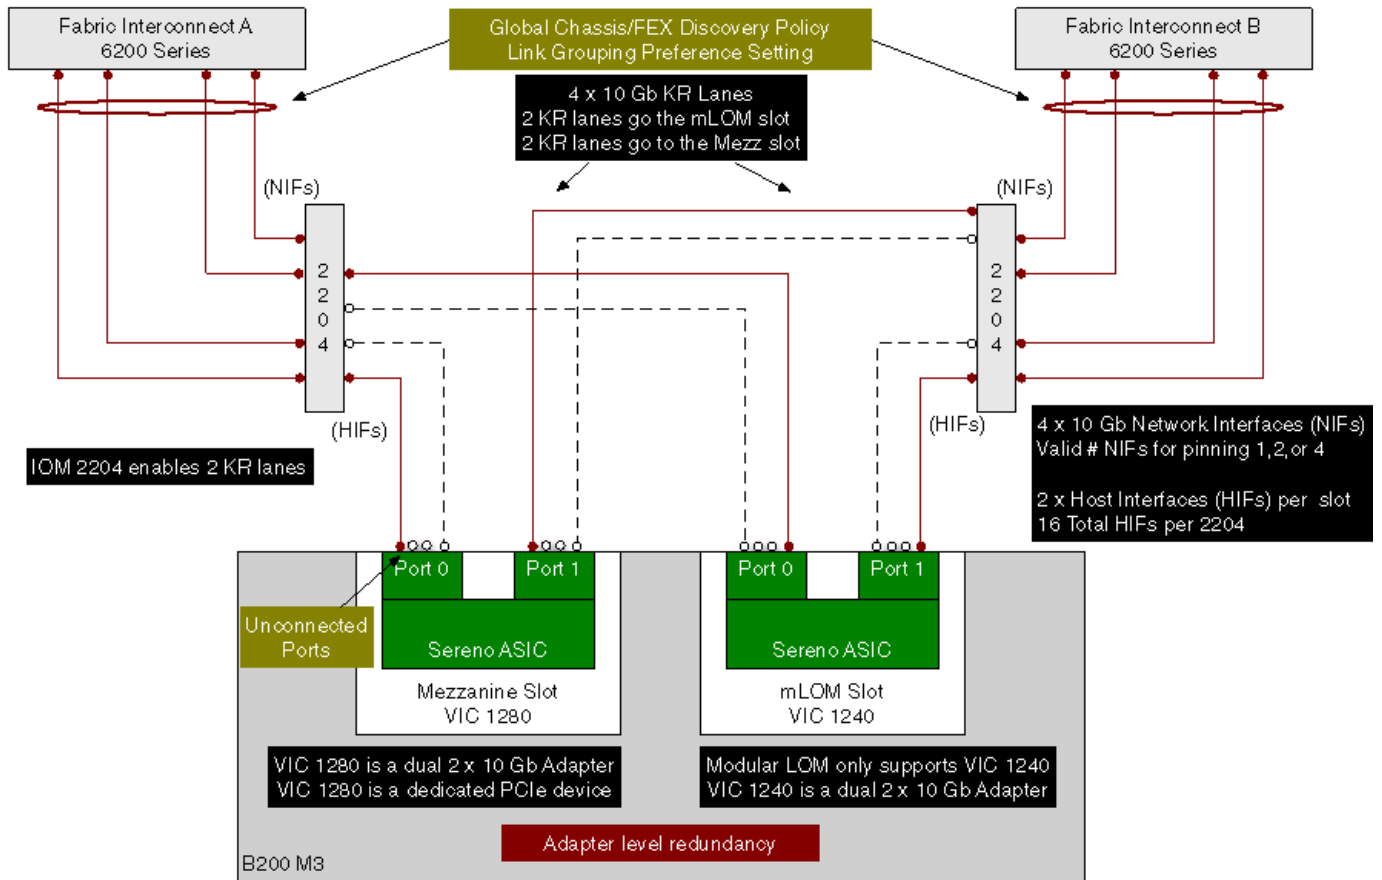 Fabric Interconnect A
6200 Series
Global Chassis/FEX Discovery Policy
Link Grouping Preference Setting
Fabric Interconnect B
6200 Series
4 x 10 Gb KR Lanes
2 KR lanes go the mLOM slot
2 KR lanes go to the Mezz slot
(NIFs)
(NIFs)
2
2
0
4
2
2
0
4
(HIFs)
(HIFs)
IOM 2204 enables 2 KR lanes
4 x 10 Gb Network Interfaces (NIFs)
Valid # NIFs for pinning 1,2,or 4
2 x Host Interfaces (HIFs) per slot
16 Total HIFs per 2204
Port 0
Port 1
Port 0
Port 1
Unconnected
Ports
Sereno ASIC
Sereno ASIC
Mezzanine Slot
VIC 1280
mLOM Slot
VIC 1240
VIC 1280 is a dual 2 x 10 Gb Adapter
VIC 1280 is a dedicated PCIe device
Modular LOM only supports VIC 1240
VIC 1240 is a dual 2 x 10 Gb Adapter
Adapter level redundancy
B200 M3